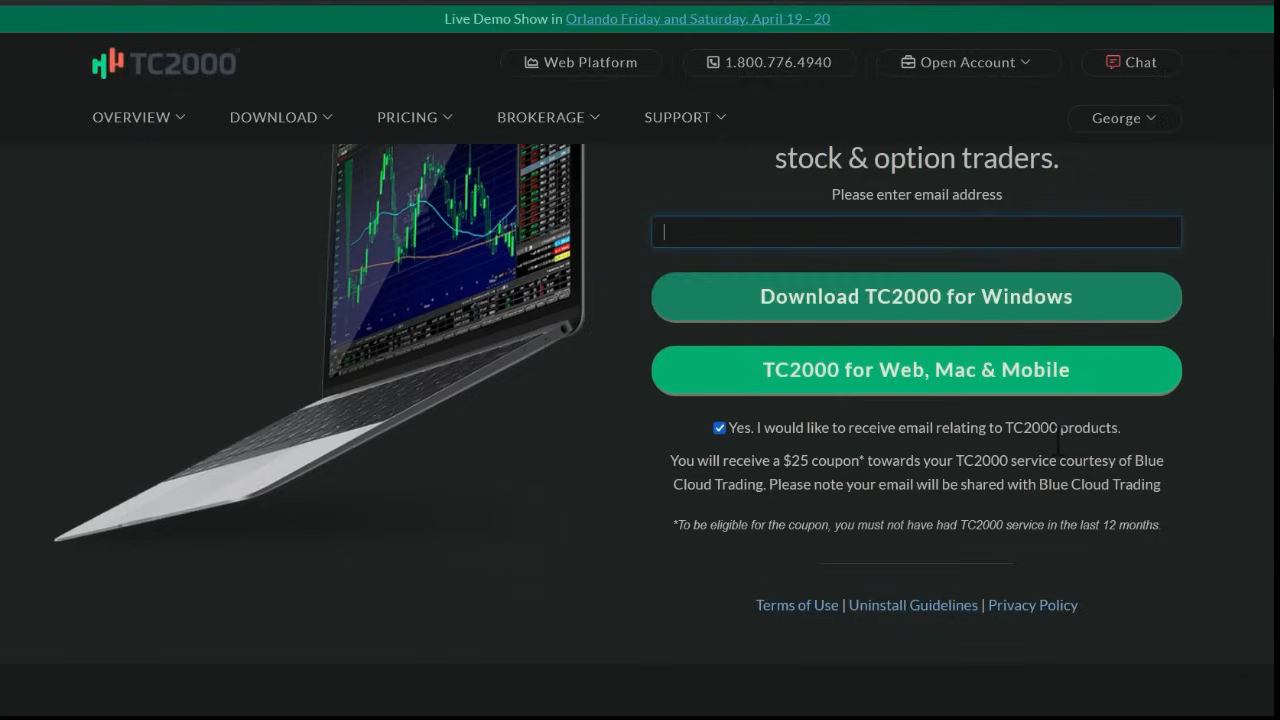 Live Demo Show in Orlando Friday and Saturday, April 19 - 20
TC2000
Web Platform
1.800.776.4940
Open Account
Chat
OVERVIEW
DOWNLOAD
PRICING
BROKERAGE
SUPPORT
George
stock & option traders.
Please enter email address
Download TC2000 for Windows
TC2000 for Web, Mac & Mobile
Yes. I would like to receive email relating to TC2000 products.
You will receive a $25 coupon* towards your TC2000 service courtesy of Blue
Cloud Trading. Please note your email will be shared with Blue Cloud Trading
*To be eligible for the coupon, you must not have had TC2000 service in the last 12 months.
Terms of Use | Uninstall Guidelines | Privacy Policy